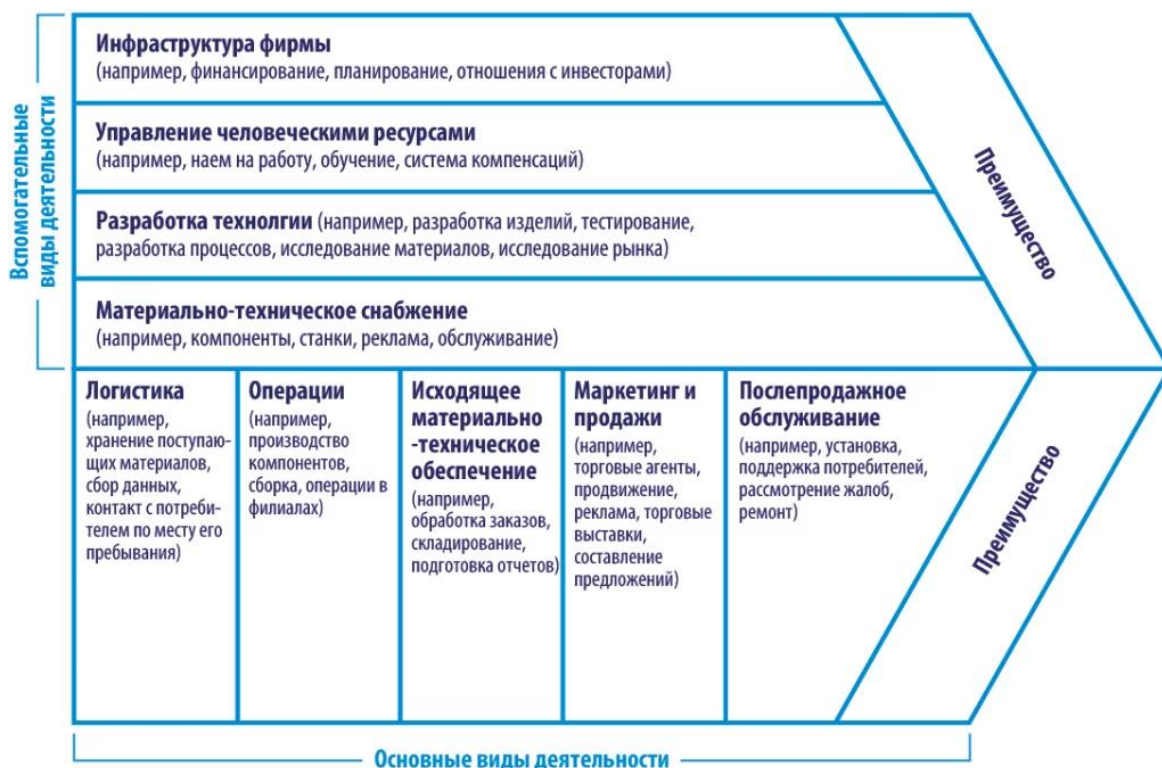 Вспомогательные
виды деятельности
Инфраструктура фирмы
(например, финансирование, планирование, отношения с инвесторами)
Управление человеческими ресурсами
(например, наем на работу, обучение, система компенсаций)
Разработка технолгии (например, разработка изделий, тестирование,
разработка процессов, исследование материалов, исследование рынка)
Материально-техническое снабжение
(например, компоненты, станки, реклама, обслуживание)
Преимущество
Логистика
(например,
хранение поступаю-
щих материалов,
сбор данных,
контакт с потреби-
телем по месту его
пребывания)
Операции
(например,
производство
компонентов,
сборка, операции в
филиалах)
Исходящее
материально
-техническое
обеспечение
(например,
обработка заказов,
складирование,
подготовка отчетов)
Маркетинг и
продажи
(например,
торговые агенты,
продвижение,
реклама, торговые
выставки,
составление
предложений)
Послепродажное
обслуживание
(например, установка,
поддержка потребителей,
рассмотрение жалоб,
ремонт)
Преимущество
Основные виды деятельности